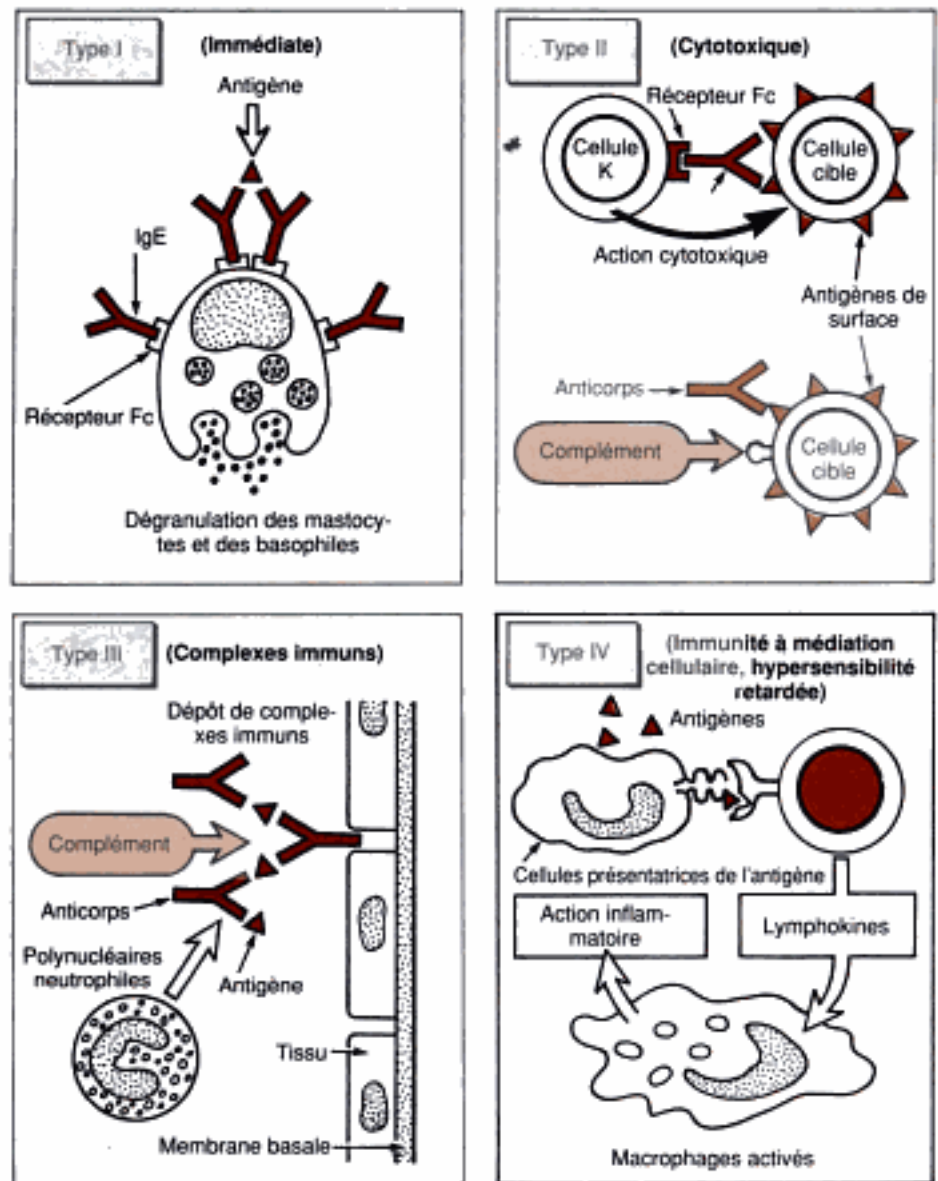 Type I
(Immédiate)
Antigène
IgE
Récepteur Fc
Dégranulation des mastocy-
tes et des basophiles
Type II
(Cytotoxique)
Récepteur Fc
Cellule
K
Cellule
cible
Action cytotoxique
Antigènes de
surface
Anticorps
Complément
Cellule
cible
Type III
(Complexes immuns)
Dépôt de comple-
xes immuns
Complément
Anticorps
Polynucléaires
neutrophiles
Antigène
Tissu
Membrane basale
Type IV
(Immunité à médiation
cellulaire, hypersensibilité
retardée)
Antigènes
Cellules présentatrices de l'antigène
Action inflam-
matoire
Lymphokines
Macrophages activés